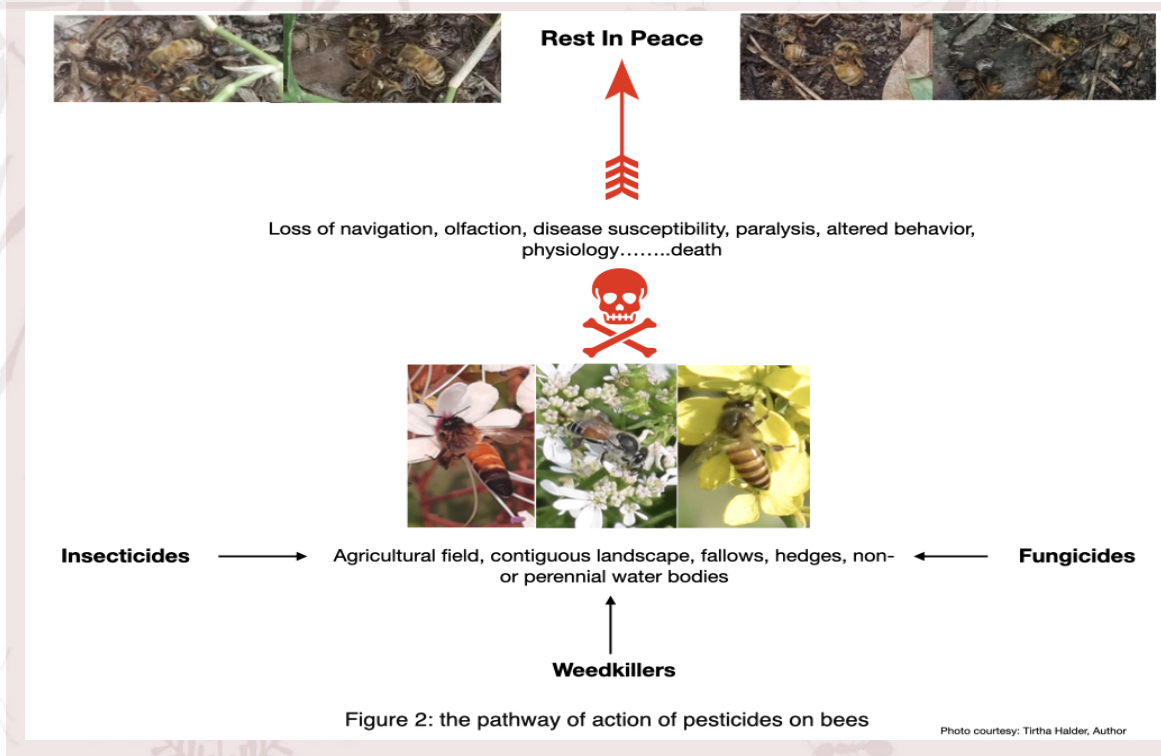 Rest In Peace
Loss of navigation, olfaction, disease susceptibility, paralysis, altered behavior,
physiology........death
Insecticides
Agricultural field, contiguous landscape, fallows, hedges, non-
or perennial water bodies
Fungicides
Weedkillers
Figure 2: the pathway of action of pesticides on bees
Photo courtesy: Tirtha Halder, Author